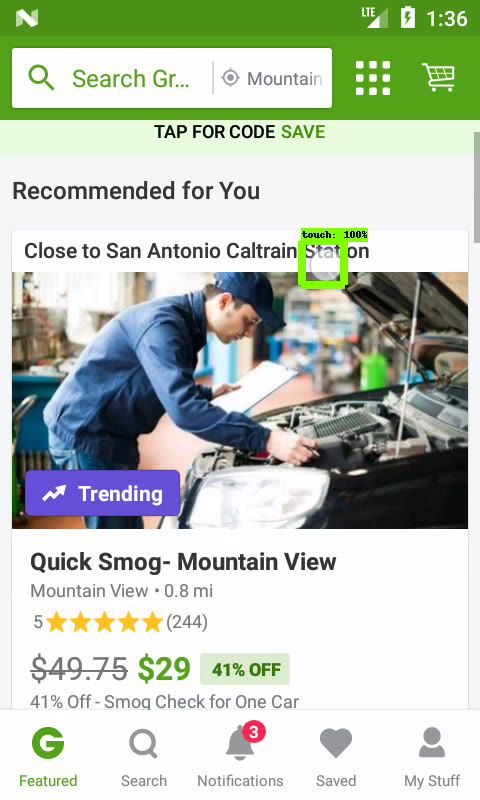 LTE 1:36
Search Gr... Mountain
TAP FOR CODE SAVE
Recommended for You
touch: 100%
Close to San Antonio Caltrain Station
Trending
Quick Smog- Mountain View
Mountain View • 0.8 mi
5 (244)
$49.75 $29 41% OFF
41% Off - Smog Check for One Car
3
Featured Search Notifications Saved My Stuff